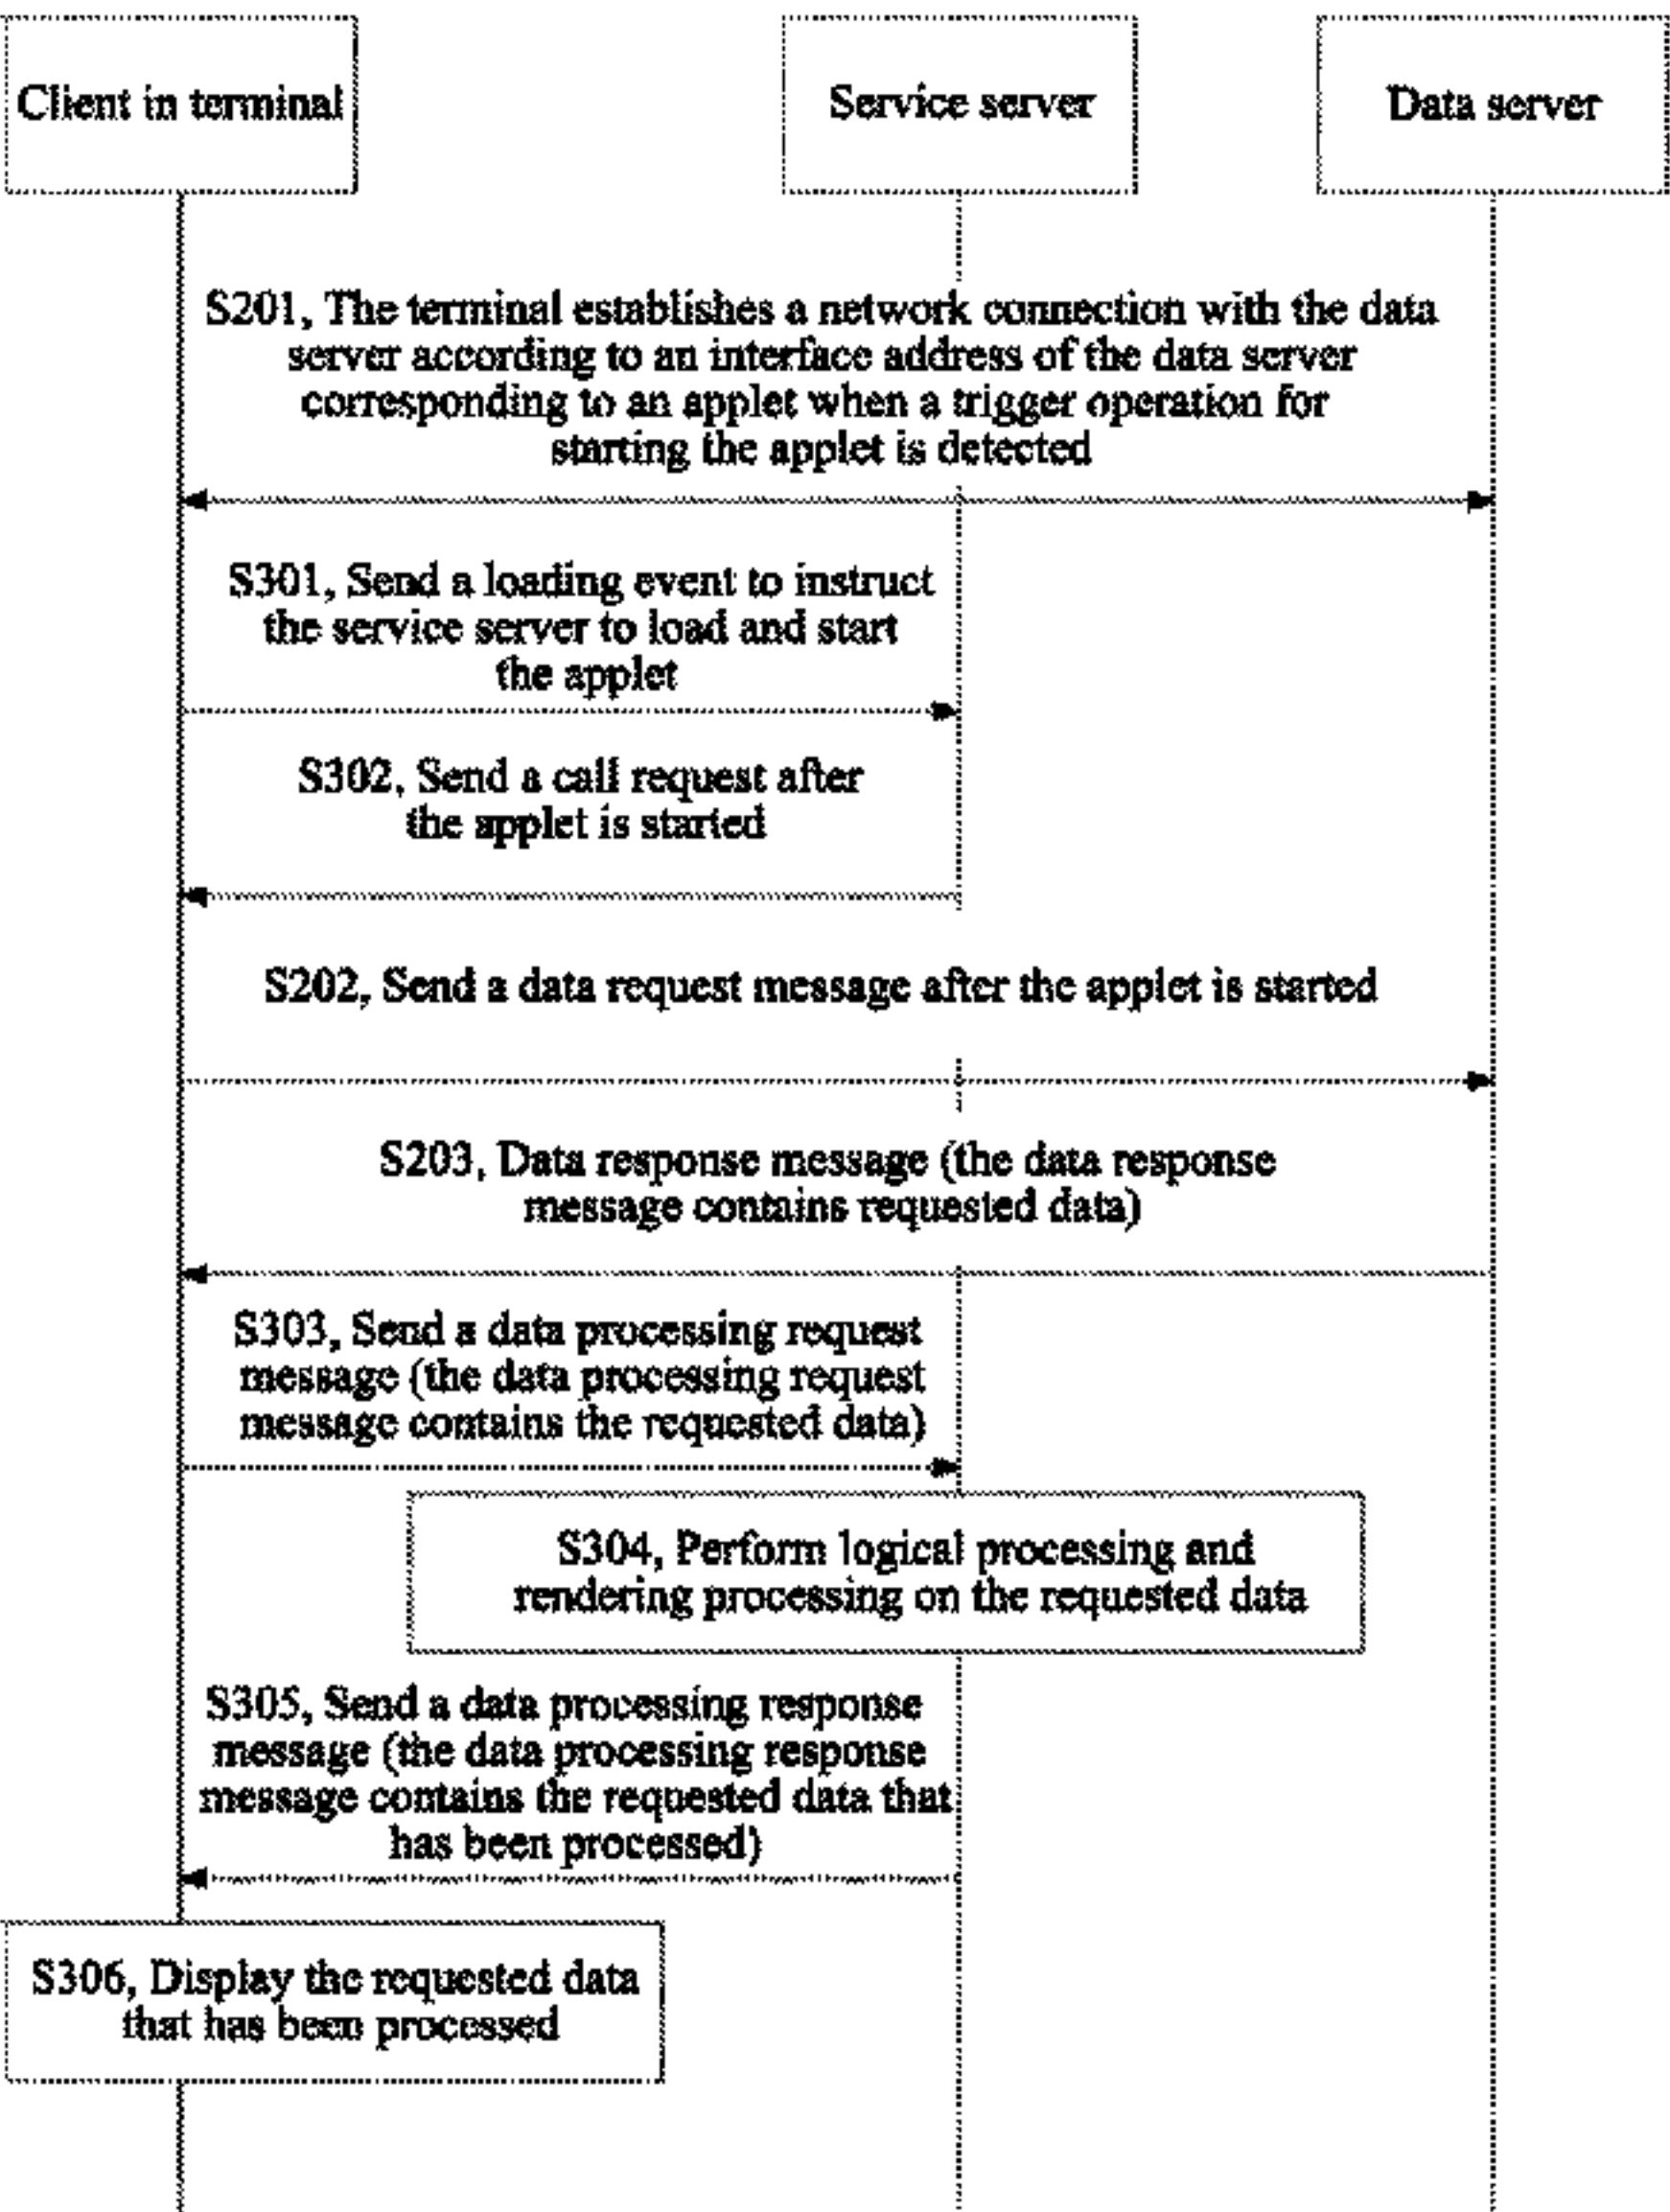 Client in terminal
Service server
Data server
S201, The terminal establishes a network connection with the data
server according to an interface address of the data server
corresponding to an applet when a trigger operation for
starting the applet is detected
S301, Send a loading event to instruct
the service server to load and start
the applet
S302, Send a call request after
the applet is started
S202, Send a data request message after the applet is started
S203, Data response message (the data response
message contains requested data)
S303, Send a data processing request
message (the data processing request
message contains the requested data)
S304, Perform logical processing and
rendering processing on the requested data
S305, Send a data processing response
message (the data processing response
message contains the requested data that
has been processed)
S306, Display the requested data
that has been processed